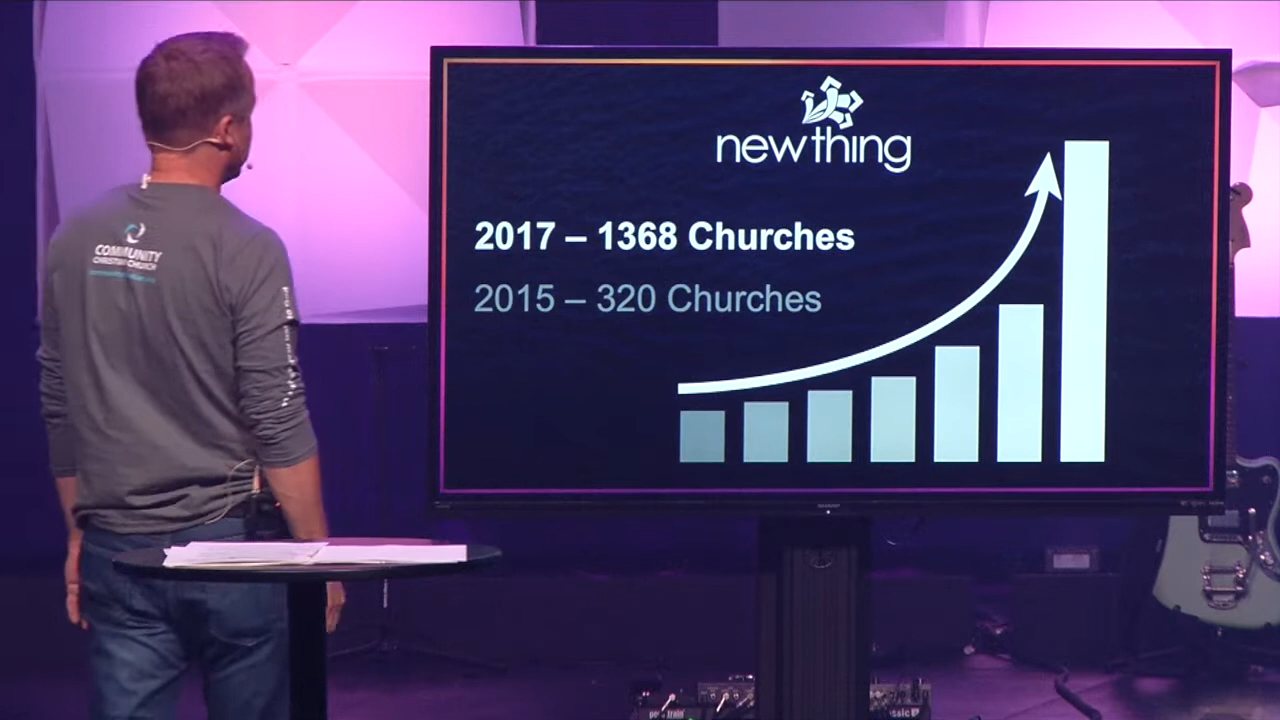 newthing
2017 – 1368 Churches
2015 – 320 Churches
COMMUNITY
CHRISTIAN CHURCH